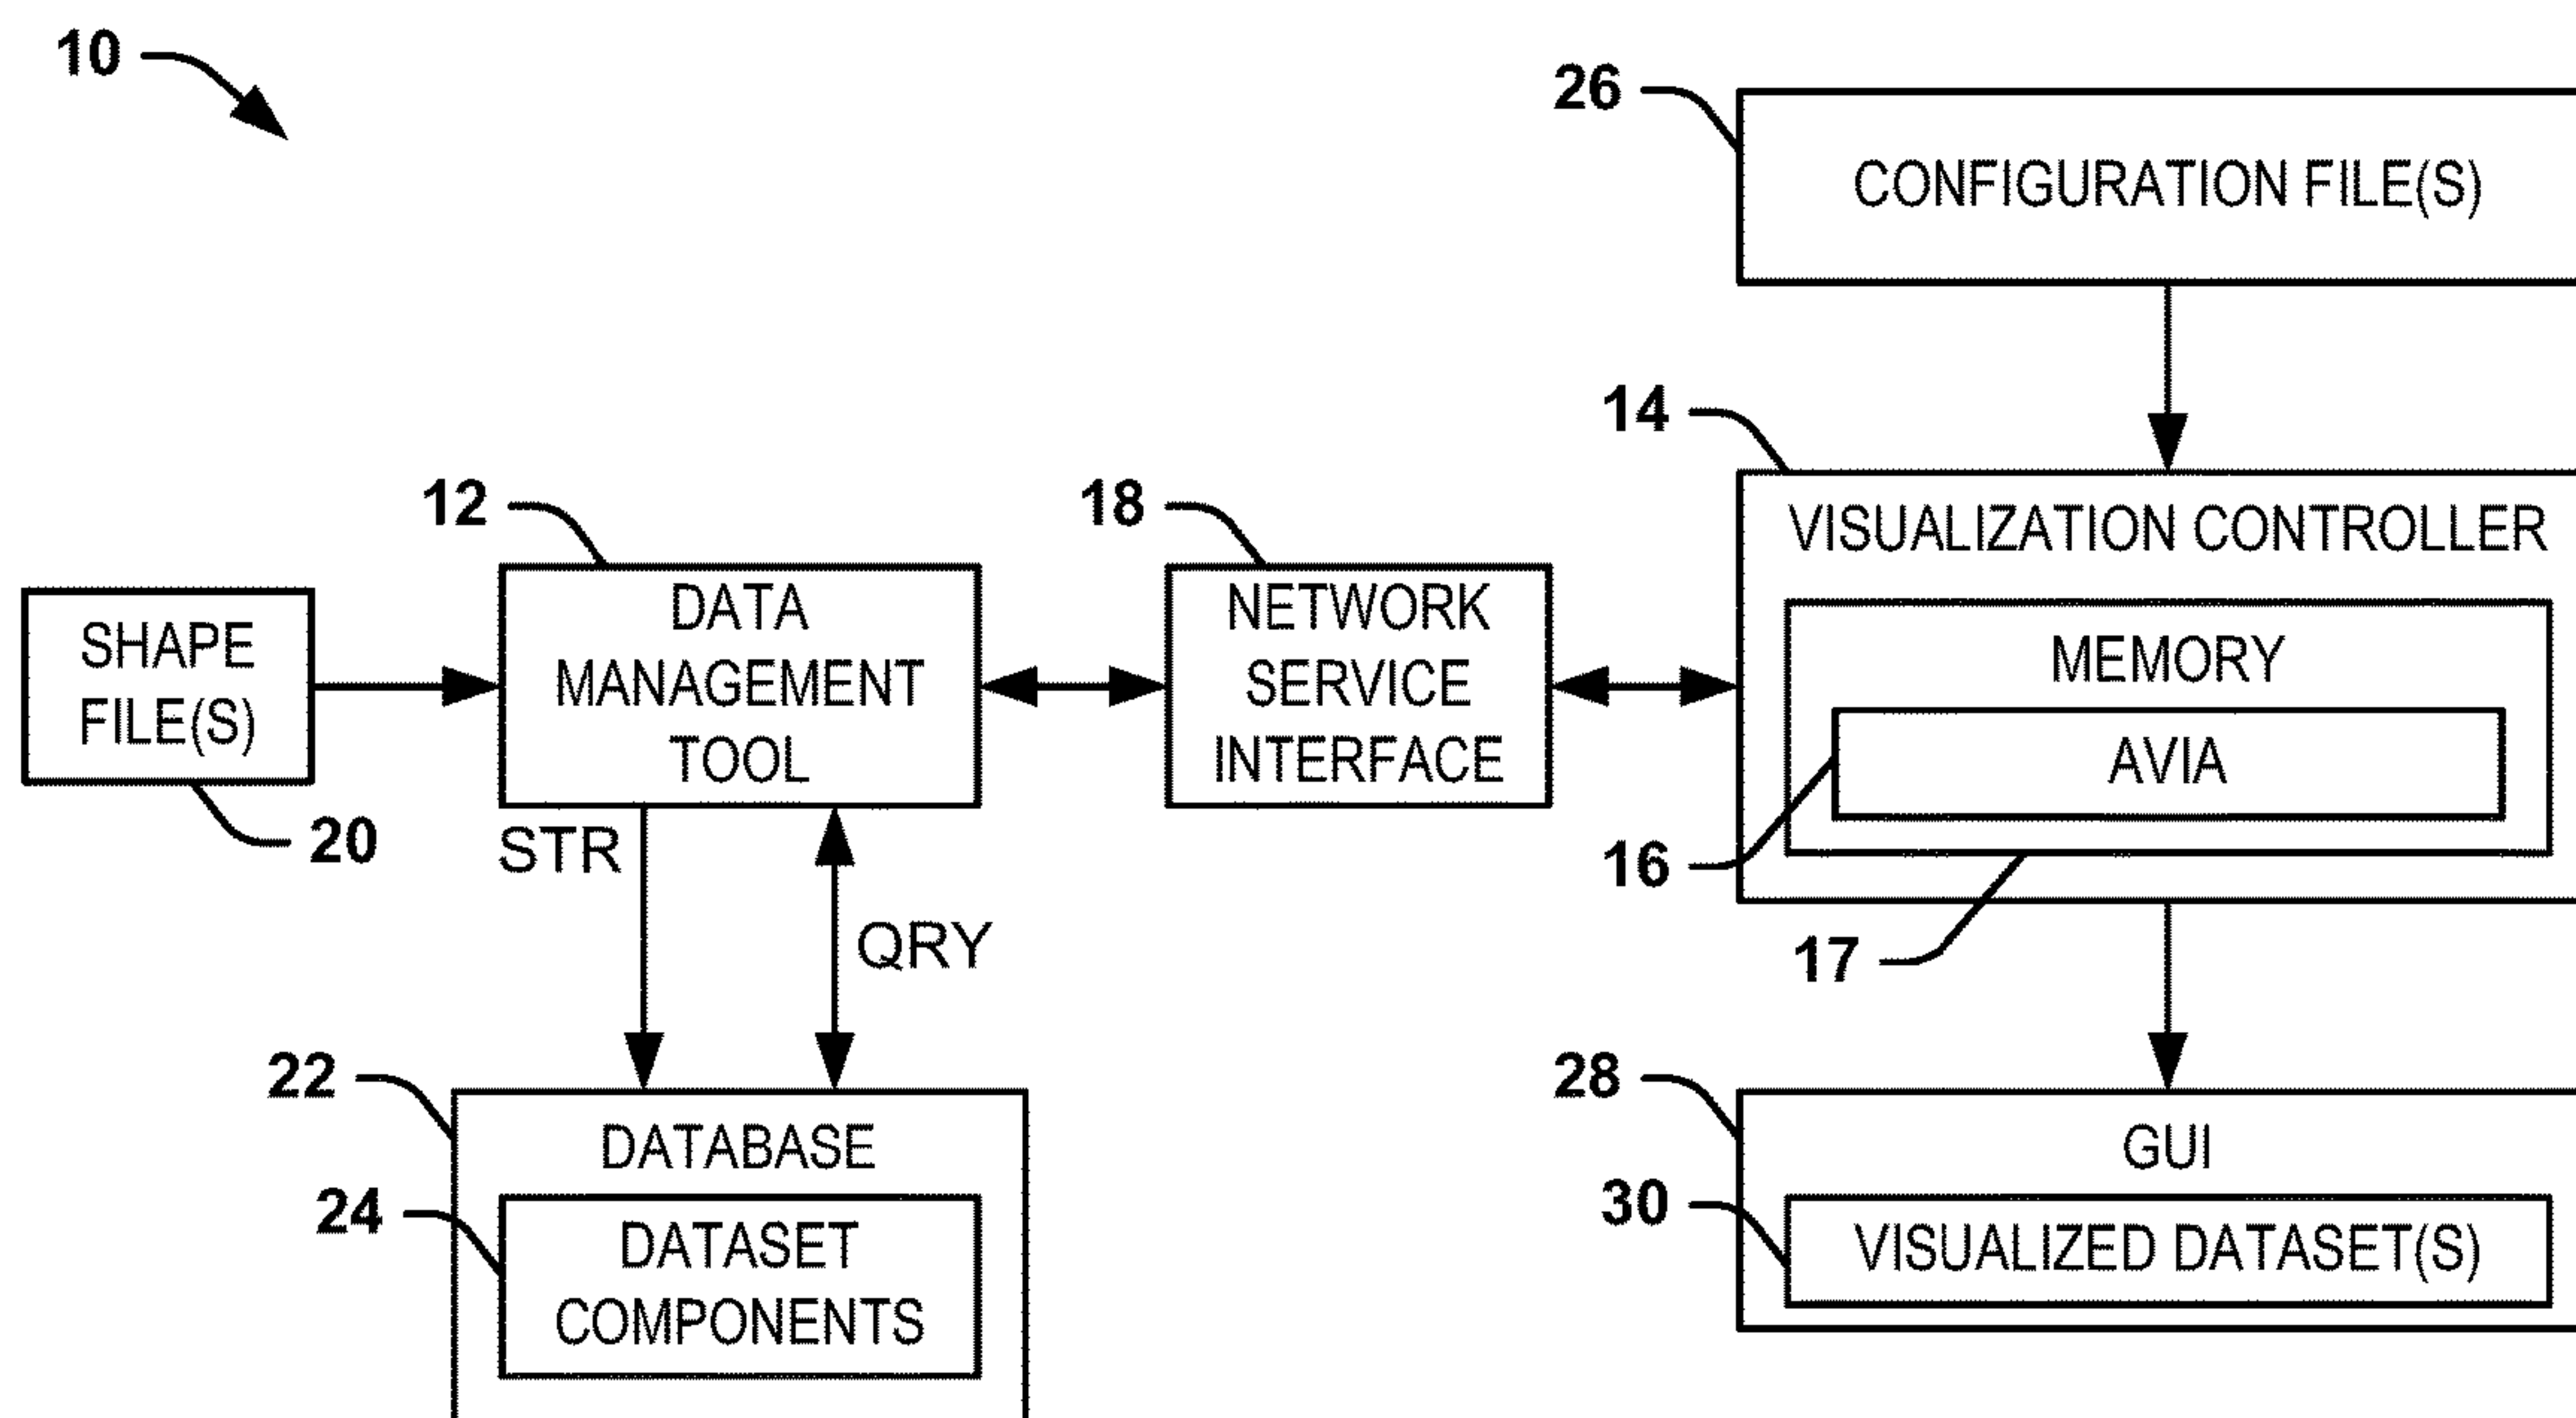 10
26
CONFIGURATION FILE(S)
14
VISUALIZATION CONTROLLER
12
18
DATA
MANAGEMENT
TOOL
NETWORK
SERVICE
INTERFACE
SHAPE
FILE(S)
20
MEMORY
AVIA
16
17
STR
QRY
22
DATABASE
24
DATASET
COMPONENTS
28
GUI
30
VISUALIZED DATASET(S)